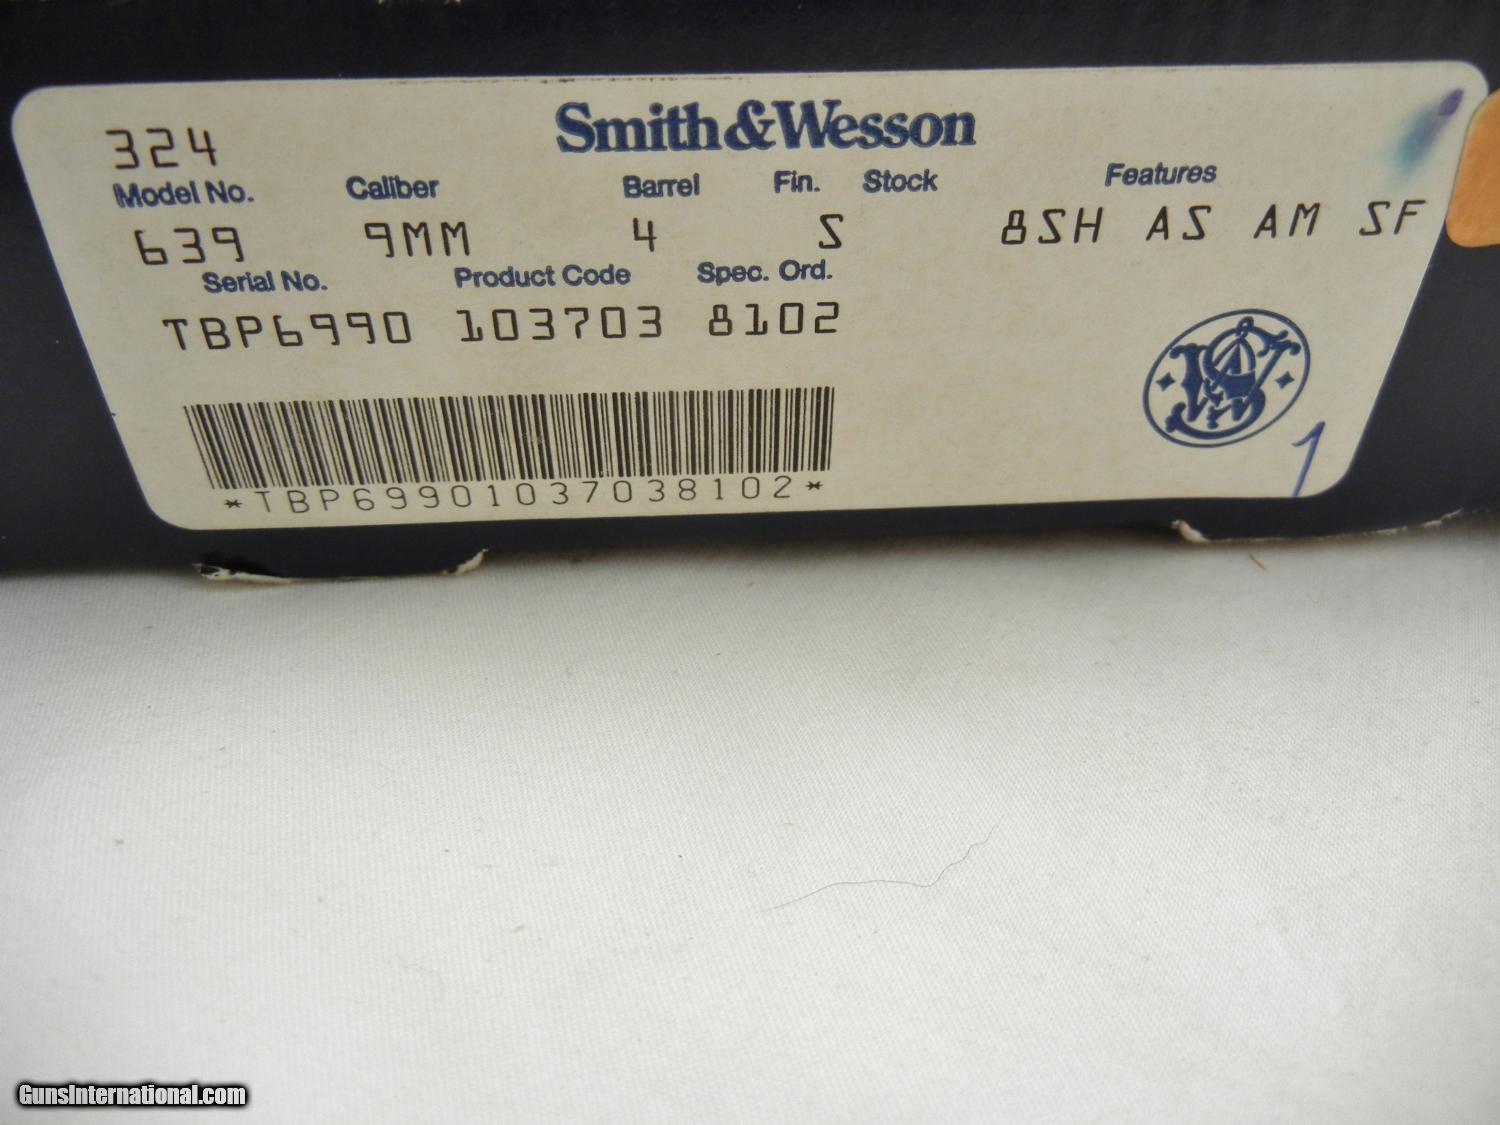 Smith&Wesson
324
Model No. Caliber Barrel Fin. Stock Features
639 9MM 4 S 8SH AS AM SF
Serial No. Product Code Spec. Ord.
TBP6990 103703 8102
*TBP69901037038102*
1
GunsInternational.com